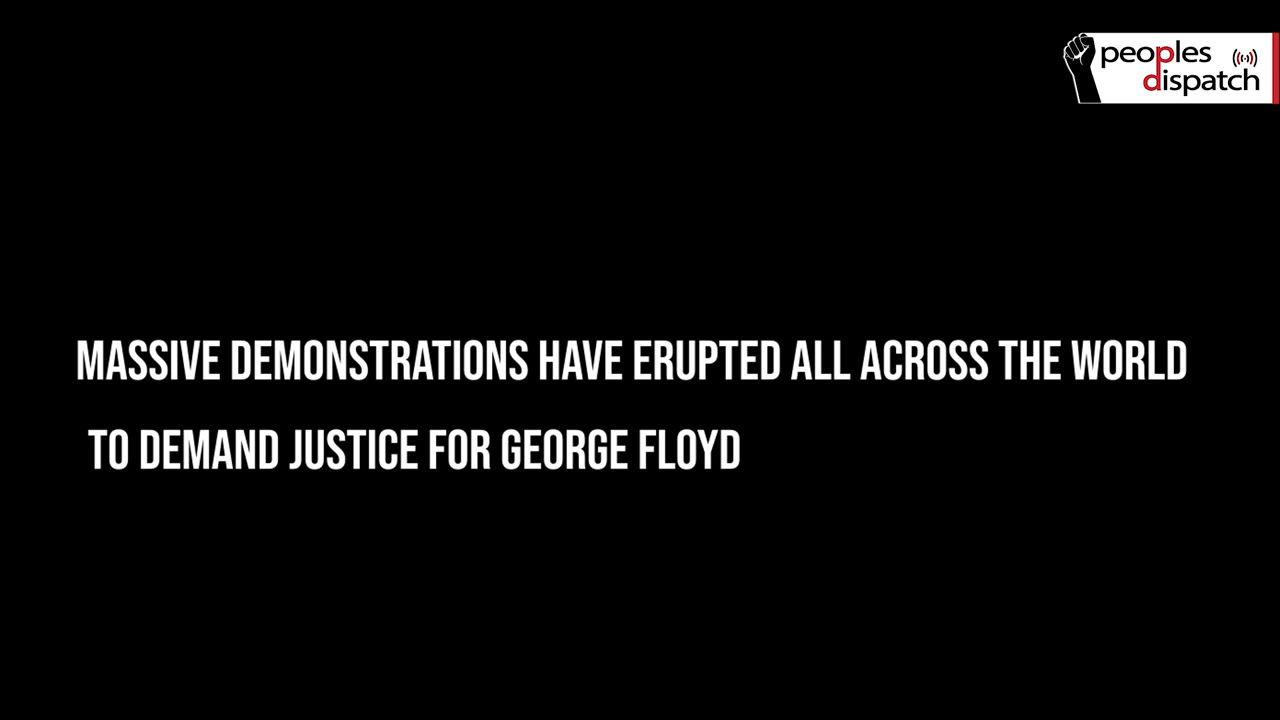 peoples
dispatch
MASSIVE DEMONSTRATIONS HAVE ERUPTED ALL ACROSS THE WORLD
TO DEMAND JUSTICE FOR GEORGE FLOYD